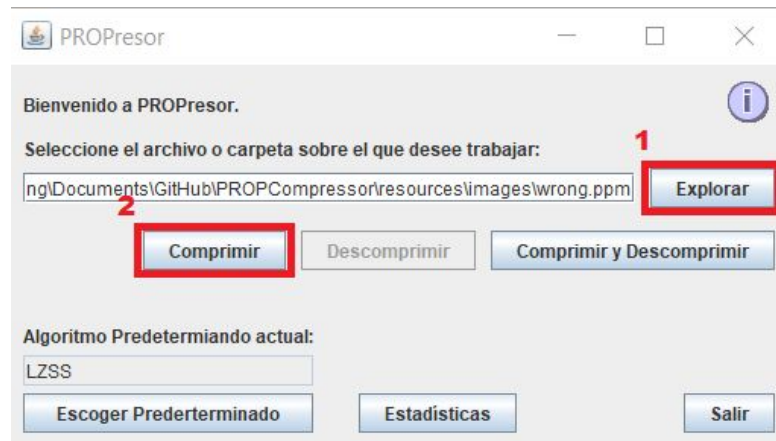 PROPresor
Bienvenido a PROPresor.
i
Seleccione el archivo o carpeta sobre el que desee trabajar:
1
ng\Documents\GitHub\PROPCompressor\resources\images\wrong.ppm
Explorar
2
Comprimir
Descomprimir
Comprimir y Descomprimir
Algoritmo Predetermiando actual:
LZSS
Escoger Prederterminado
Estadísticas
Salir